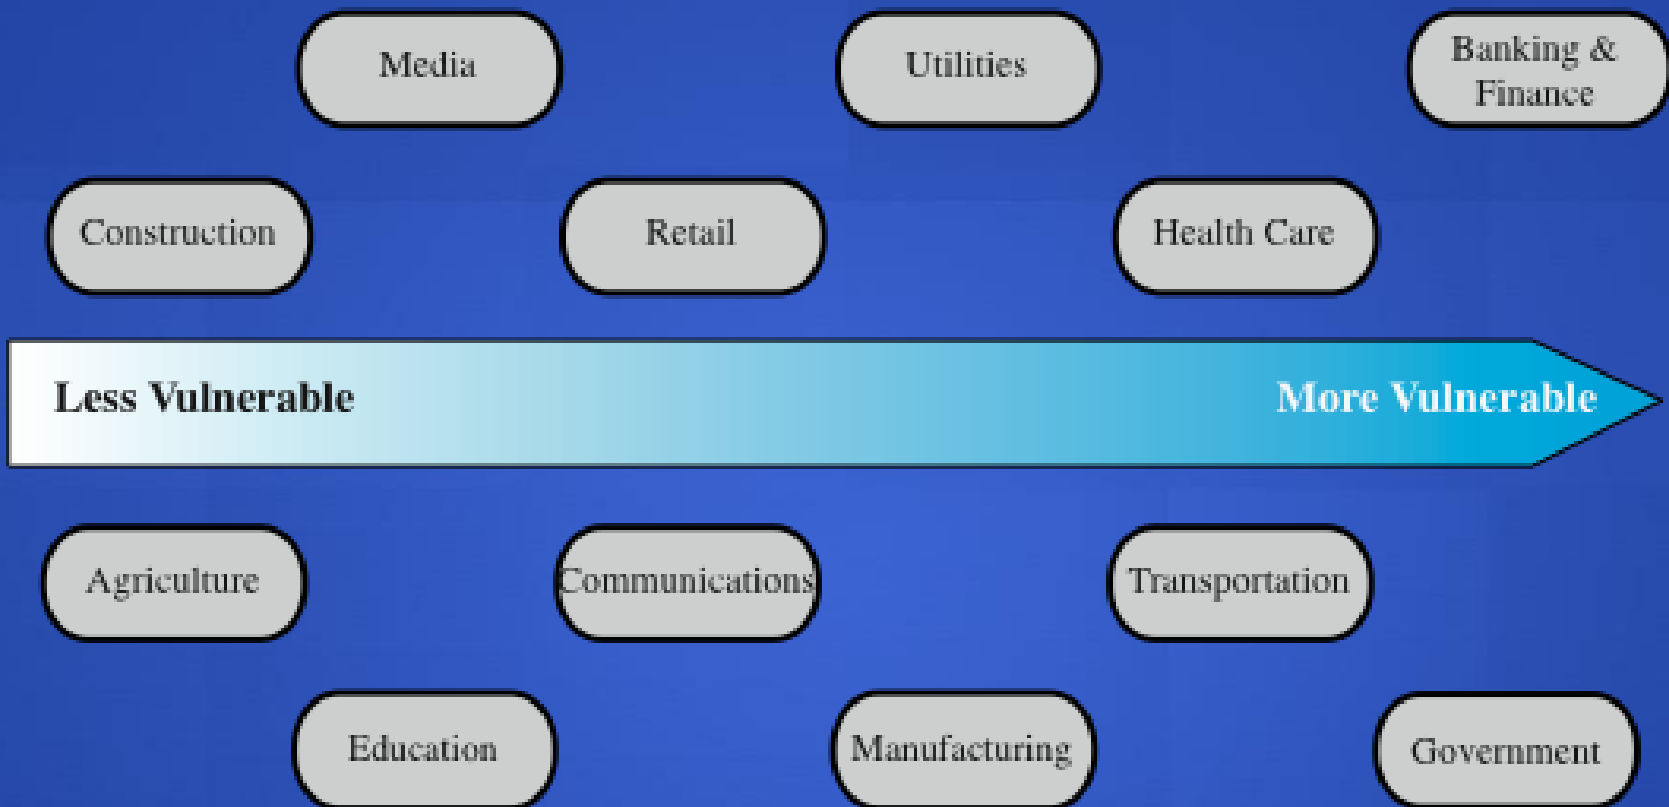 Media
Utilities
Banking &
Finance
Construction
Retail
Health Care
Less Vulnerable
More Vulnerable
Agriculture
Communications
Transportation
Education
Manufacturing
Government